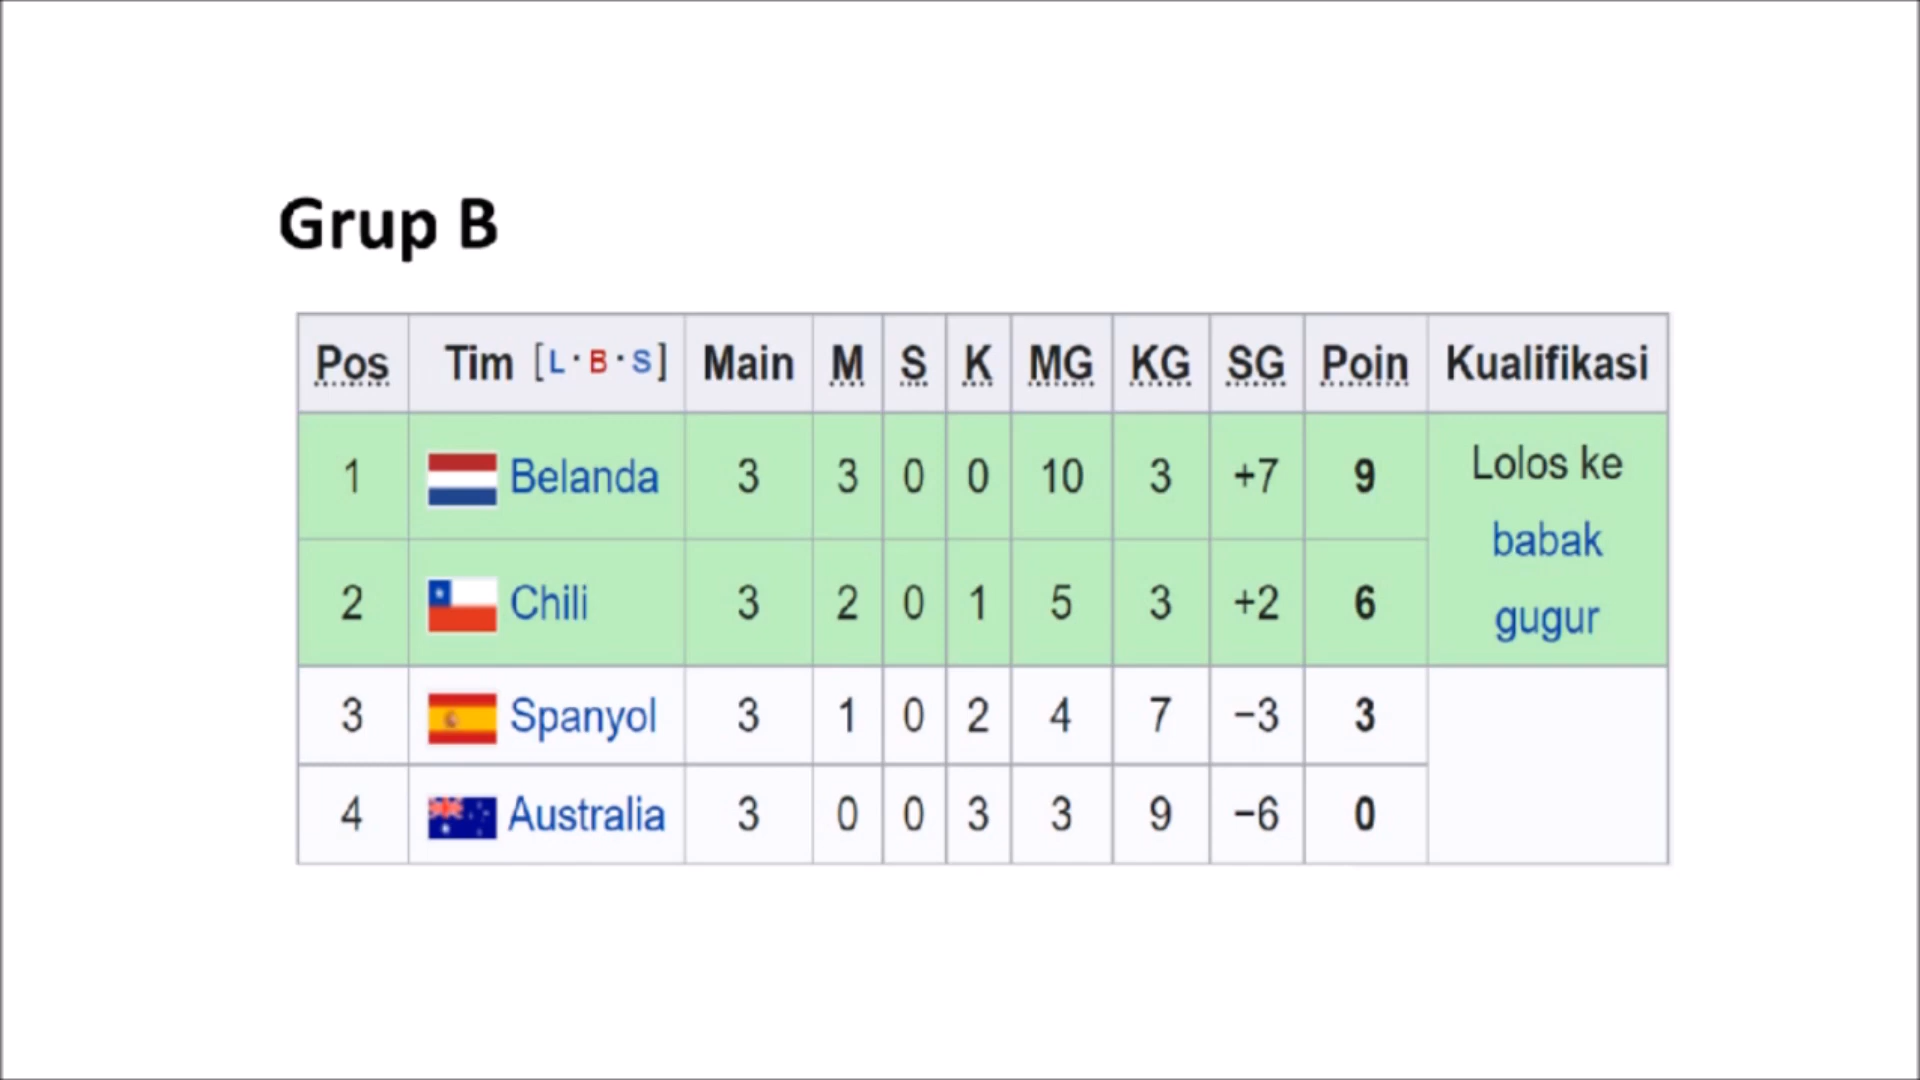 Grup B
Pos Tim [L · B · S] Main M S K MG KG SG Poin Kualifikasi
1 Belanda 3 3 0 0 10 3 +7 9 Lolos ke
babak
2 Chili 3 2 0 1 5 3 +2 6 gugur
3 Spanyol 3 1 0 2 4 7 −3 3
4 Australia 3 0 0 3 3 9 −6 0